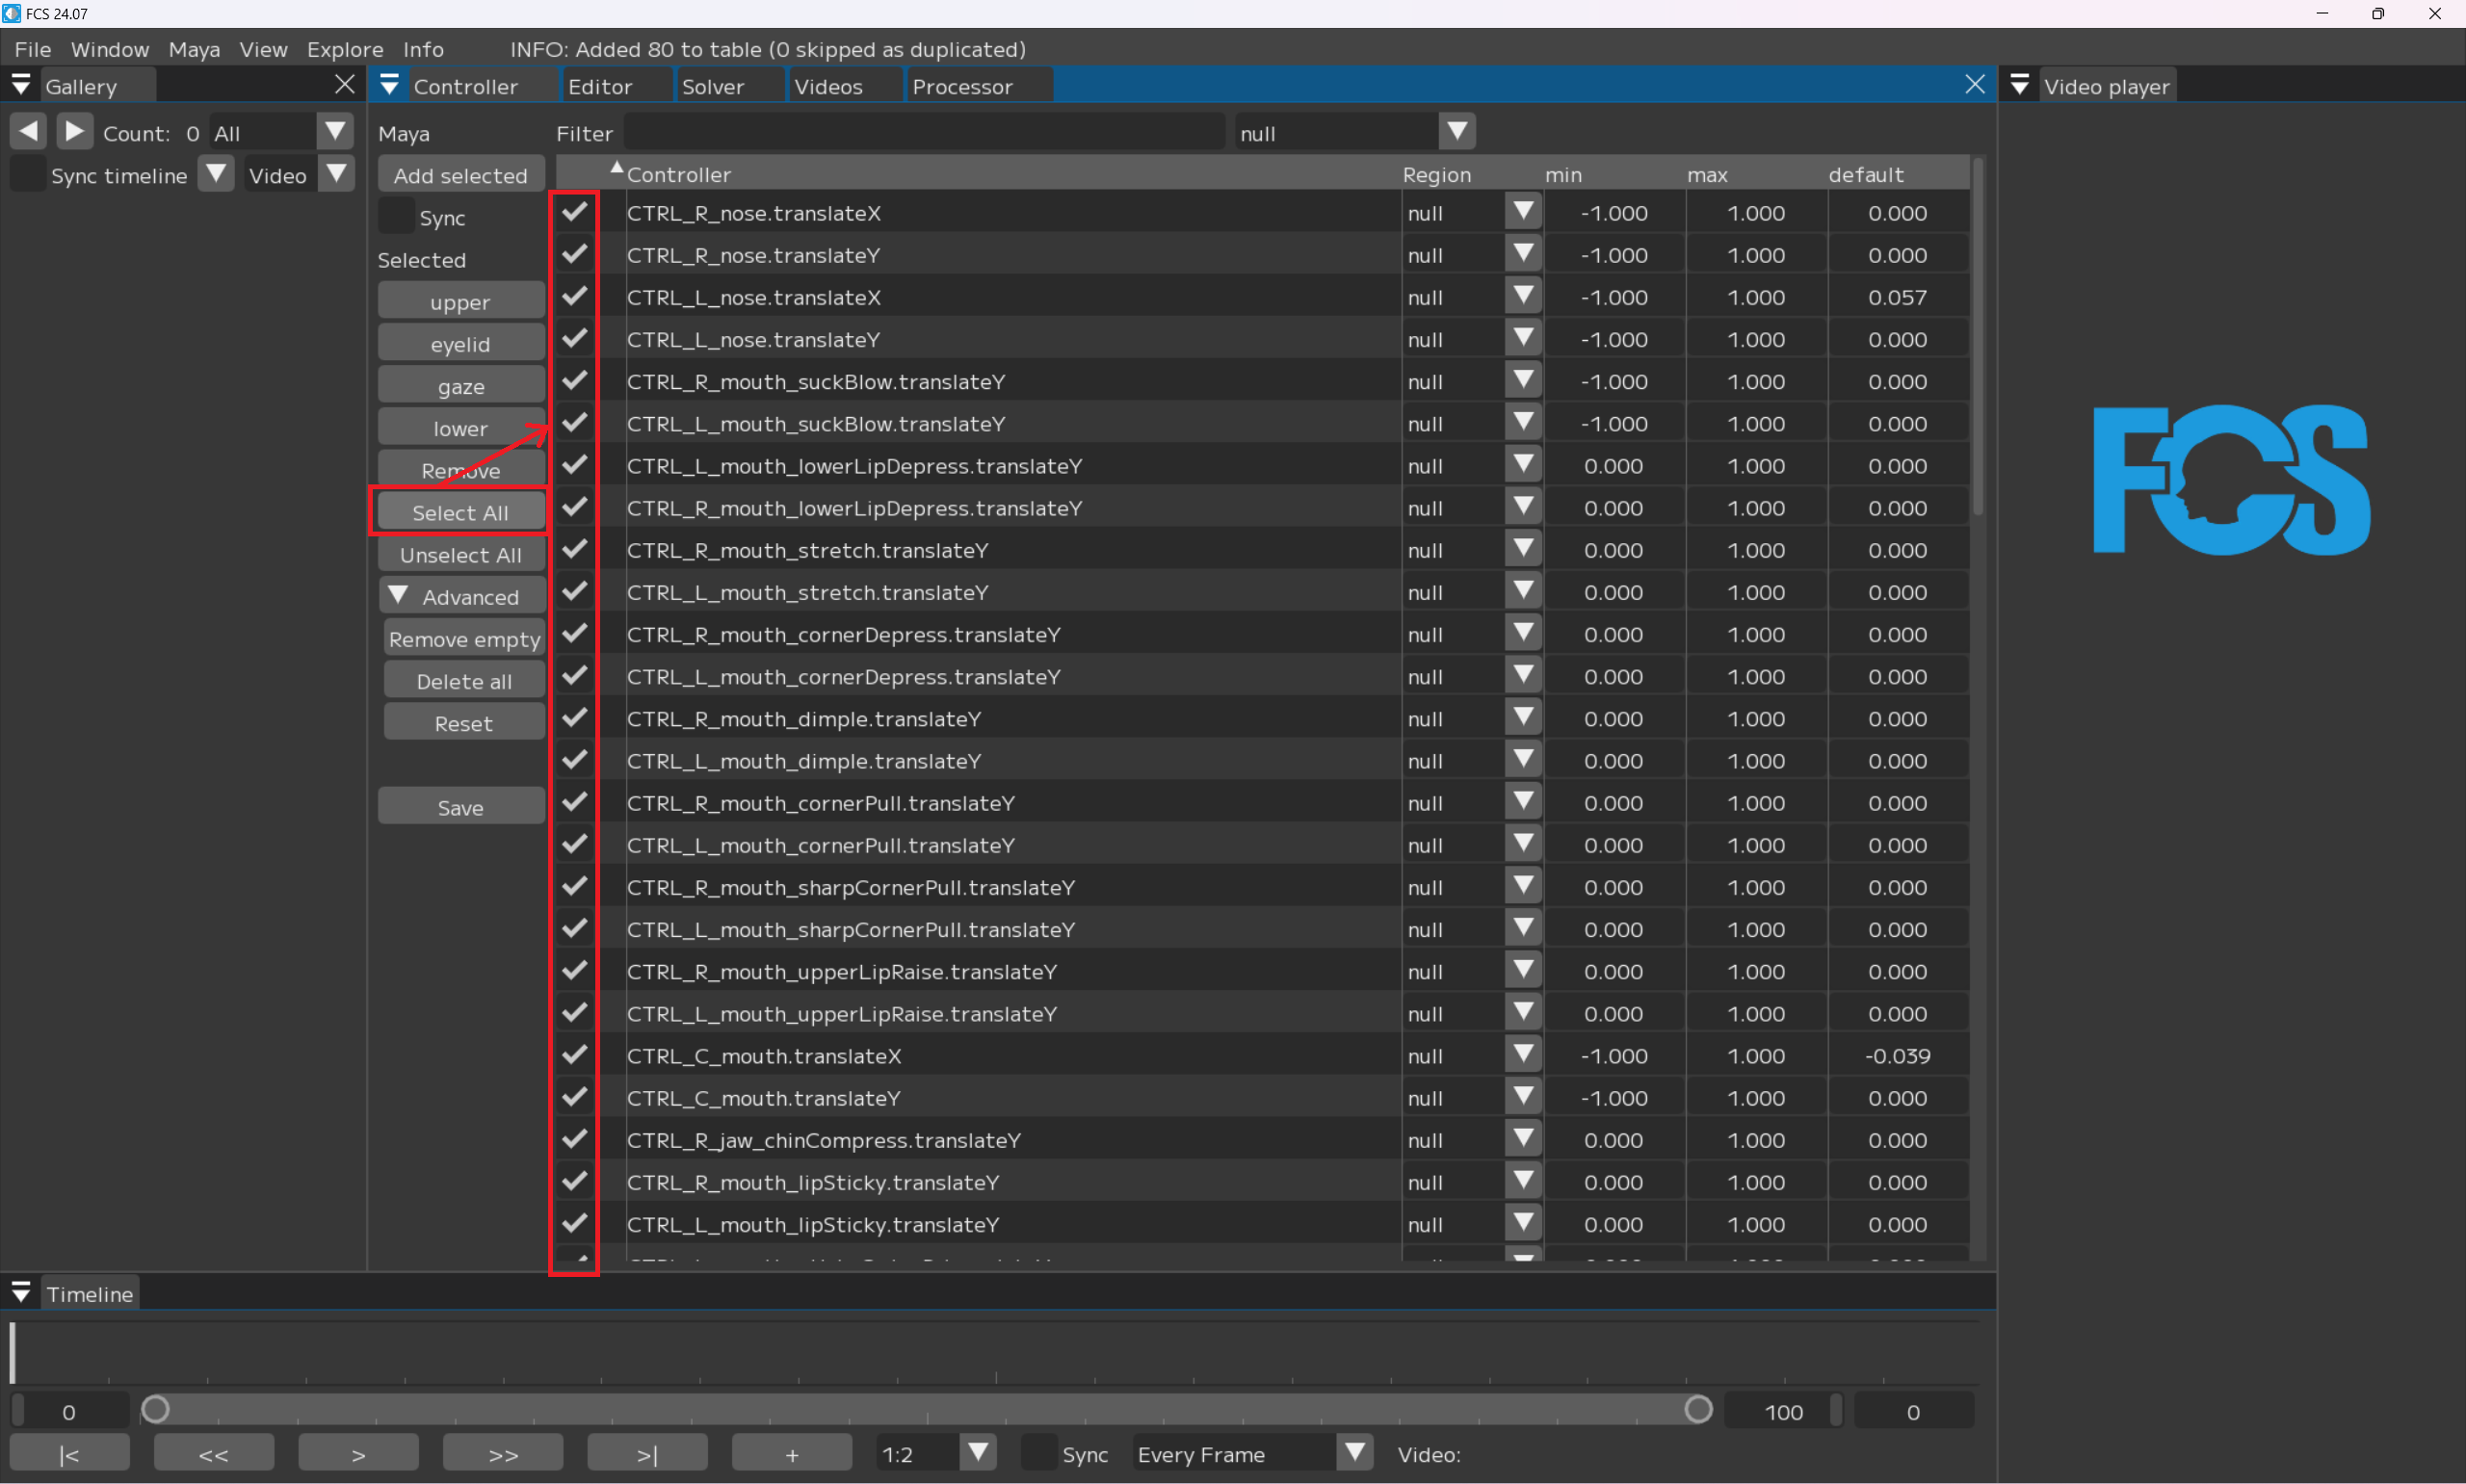 FCS 24.07
File Window Maya View Explore Info INFO: Added 80 to table (0 skipped as duplicated)
Gallery
Controller Editor Solver Videos Processor
Video player
Count: 0 All
Sync timeline Video
Maya
Add selected
Sync
Selected
upper
eyelid
gaze
lower
Remove
Select All
Unselect All
Advanced
Remove empty
Delete all
Reset
Save
Filter null
Controller Region min max default
CTRL_R_nose.translateX null -1.000 1.000 0.000
CTRL_R_nose.translateY null -1.000 1.000 0.000
CTRL_L_nose.translateX null -1.000 1.000 0.057
CTRL_L_nose.translateY null -1.000 1.000 0.000
CTRL_R_mouth_suckBlow.translateY null -1.000 1.000 0.000
CTRL_L_mouth_suckBlow.translateY null -1.000 1.000 0.000
CTRL_L_mouth_lowerLipDepress.translateY null 0.000 1.000 0.000
CTRL_R_mouth_lowerLipDepress.translateY null 0.000 1.000 0.000
CTRL_R_mouth_stretch.translateY null 0.000 1.000 0.000
CTRL_L_mouth_stretch.translateY null 0.000 1.000 0.000
CTRL_R_mouth_cornerDepress.translateY null 0.000 1.000 0.000
CTRL_L_mouth_cornerDepress.translateY null 0.000 1.000 0.000
CTRL_R_mouth_dimple.translateY null 0.000 1.000 0.000
CTRL_L_mouth_dimple.translateY null 0.000 1.000 0.000
CTRL_R_mouth_cornerPull.translateY null 0.000 1.000 0.000
CTRL_L_mouth_cornerPull.translateY null 0.000 1.000 0.000
CTRL_R_mouth_sharpCornerPull.translateY null 0.000 1.000 0.000
CTRL_L_mouth_sharpCornerPull.translateY null 0.000 1.000 0.000
CTRL_R_mouth_upperLipRaise.translateY null 0.000 1.000 0.000
CTRL_L_mouth_upperLipRaise.translateY null 0.000 1.000 0.000
CTRL_C_mouth.translateX null -1.000 1.000 -0.039
CTRL_C_mouth.translateY null -1.000 1.000 0.000
CTRL_R_jaw_chinCompress.translateY null 0.000 1.000 0.000
CTRL_R_mouth_lipSticky.translateY null 0.000 1.000 0.000
CTRL_L_mouth_lipSticky.translateY null 0.000 1.000 0.000
FCS
Timeline
0 100 0
|< << > >> >| + 1:2 Sync Every Frame Video: